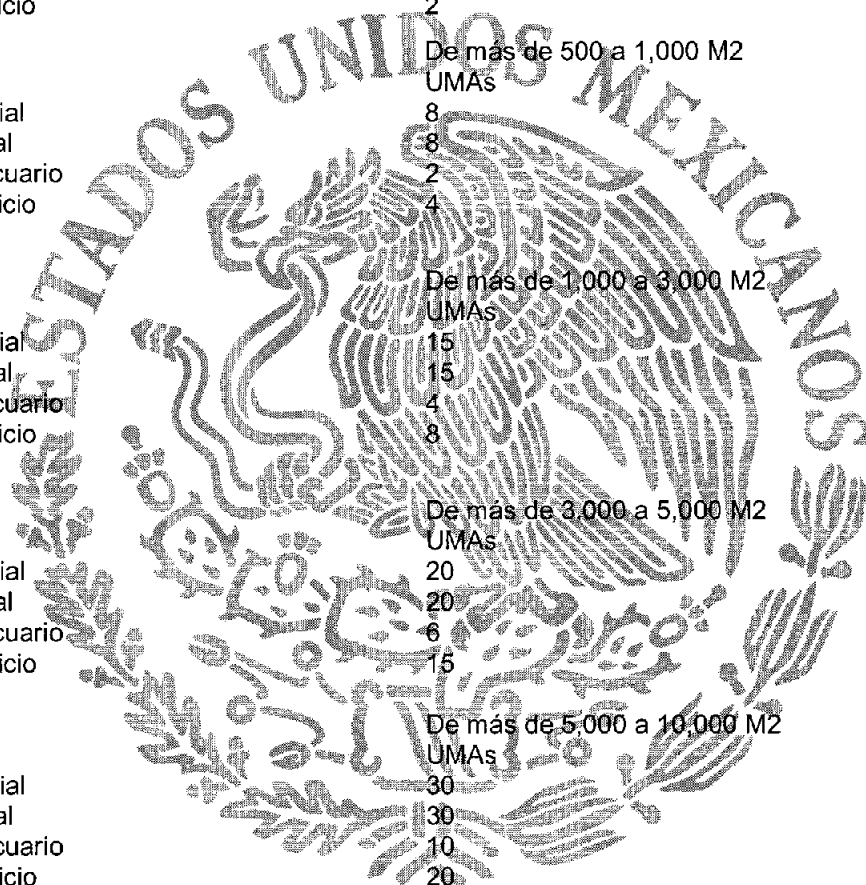 icio 2
De más de 500 a 1,000 M2
UMAs
ial 8
al 8
cuario 2
icio 4
De más de 1,000 a 3,000 M2
UMAs
ial 15
al 15
cuario 4
icio 8
De más de 3,000 a 5,000 M2
UMAs
ial 20
al 20
cuario 6
icio 15
De más de 5,000 a 10,000 M2
UMAs
ial 30
al 30
cuario 10
icio 20
ESTADOS UNIDOS MEXICANOS